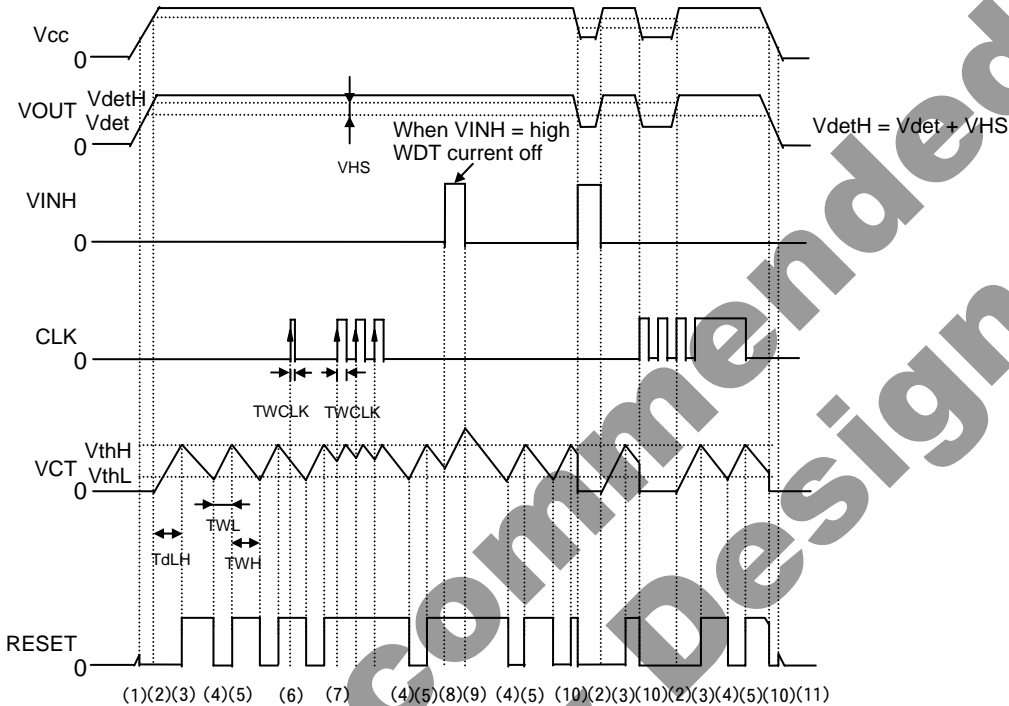 Vcc
0
VOUT
VdetH
Vdet
0
VHS
When VINH = high
WDT current off
VdetH = Vdet + VHS
VINH
0
CLK
0
TWCLK TWCLK
VthH
VCT
VthL
0
TWL
TdLH
TWH
RESET
0
(1)(2)(3) (4)(5) (6) (7) (4)(5)(8)(9) (4)(5) (10)(2)(3)(10)(2)(3)(4)(5)(10)(11)
commended
Design